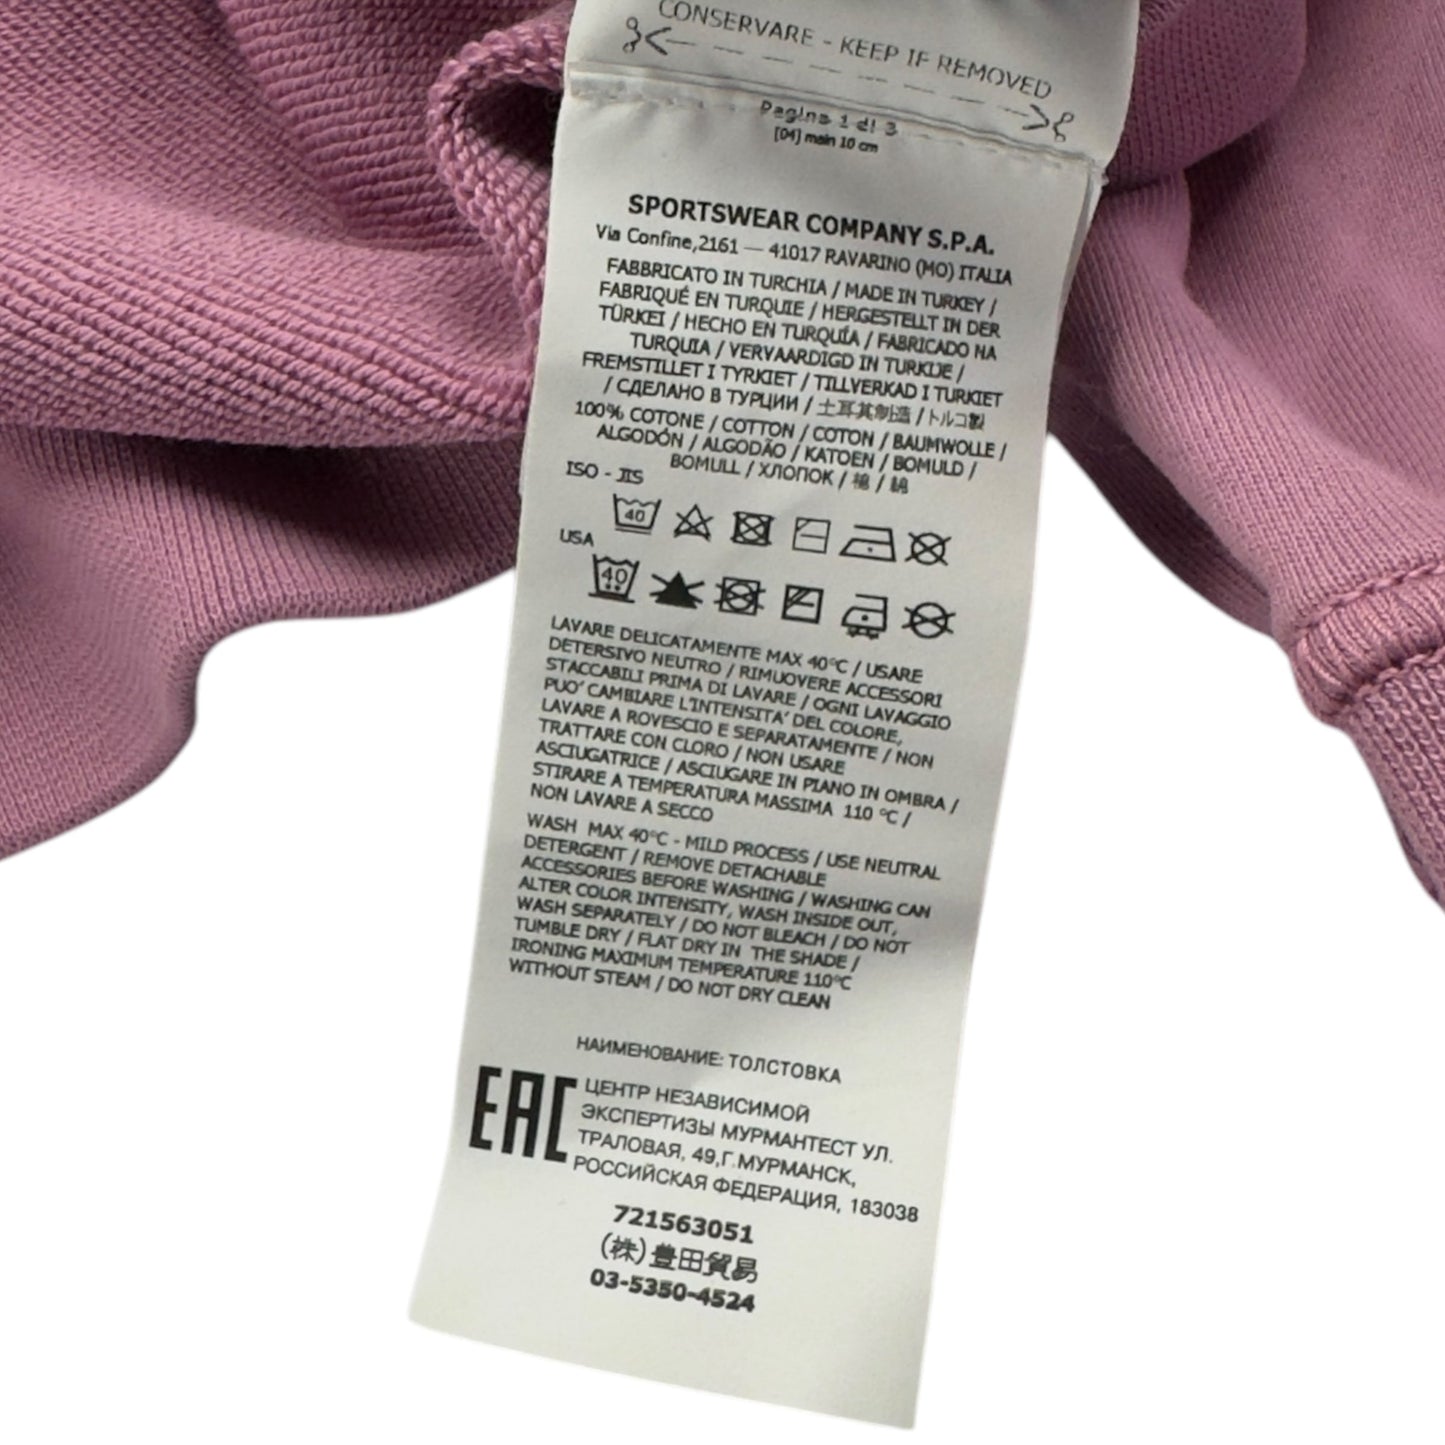 CONSERVARE - KEEP IF REMOVED
Pagina 1 di 3
[04] main 10 cm
SPORTSWEAR COMPANY S.P.A.
Via Confine,2161 — 41017 RAVARINO (MO) ITALIA
FABBRICATO IN TURCHIA / MADE IN TURKEY /
FABRIQUÉ EN TURQUIE / HERGESTELLT IN DER
TÜRKEI / HECHO EN TURQUÍA / FABRICADO NA
TURQUIA / VERVAARDIGD IN TURKIJE /
FREMSTILLET I TYRKIET / TILLVERKAD I TURKIET
/ СДЕЛАНО В ТУРЦИИ / 土耳其制造 / トルコ製
100% COTONE / COTTON / COTON / BAUMWOLLE /
ALGODÓN / ALGODÃO / KATOEN / BOMULD /
BOMULL / ХЛОПОК / 棉 / 綿
ISO - JIS
40
USA
40
LAVARE DELICATAMENTE MAX 40°C / USARE
DETERSIVO NEUTRO / RIMUOVERE ACCESSORI
STACCABILI PRIMA DI LAVARE / OGNI LAVAGGIO
PUO' CAMBIARE L'INTENSITA' DEL COLORE,
LAVARE A ROVESCIO E SEPARATAMENTE / NON
TRATTARE CON CLORO / NON USARE
ASCIUGATRICE / ASCIUGARE IN PIANO IN OMBRA /
STIRARE A TEMPERATURA MASSIMA 110 °C /
NON LAVARE A SECCO
WASH MAX 40°C - MILD PROCESS / USE NEUTRAL
DETERGENT / REMOVE DETACHABLE
ACCESSORIES BEFORE WASHING / WASHING CAN
ALTER COLOR INTENSITY, WASH INSIDE OUT,
WASH SEPARATELY / DO NOT BLEACH / DO NOT
TUMBLE DRY / FLAT DRY IN THE SHADE /
IRONING MAXIMUM TEMPERATURE 110°C
WITHOUT STEAM / DO NOT DRY CLEAN
НАИМЕНОВАНИЕ: ТОЛСТОВКА
EAC
ЦЕНТР НЕЗАВИСИМОЙ
ЭКСПЕРТИЗЫ МУРМАНТЕСТ УЛ.
ТРАЛОВАЯ, 49,Г.МУРМАНСК,
РОССИЙСКАЯ ФЕДЕРАЦИЯ, 183038
721563051
(株)豊田貿易
03-5350-4524